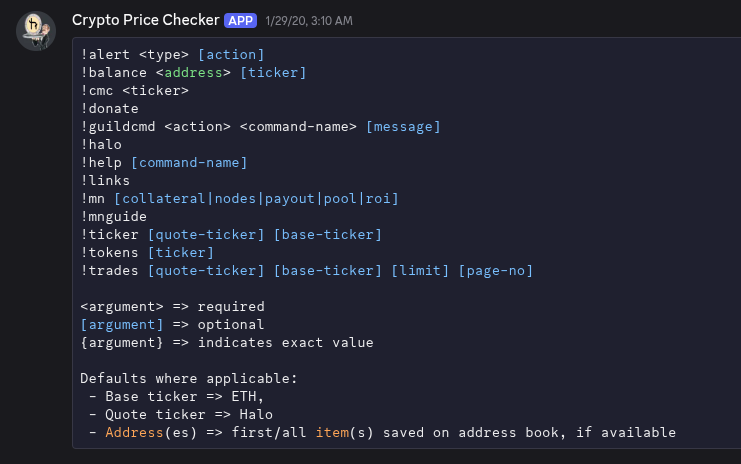 Crypto Price Checker APP 1/29/20, 3:10 AM
!alert <type> [action]
!balance <address> [ticker]
!cmc <ticker>
!donate
!guildcmd <action> <command-name> [message]
!halo
!help [command-name]
!links
!mn [collateral|nodes|payout|pool|roi]
!mnguide
!ticker [quote-ticker] [base-ticker]
!tokens [ticker]
!trades [quote-ticker] [base-ticker] [limit] [page-no]

<argument> => required
[argument] => optional
{argument} => indicates exact value

Defaults where applicable:
 - Base ticker => ETH,
 - Quote ticker => Halo
 - Address(es) => first/all item(s) saved on address book, if available